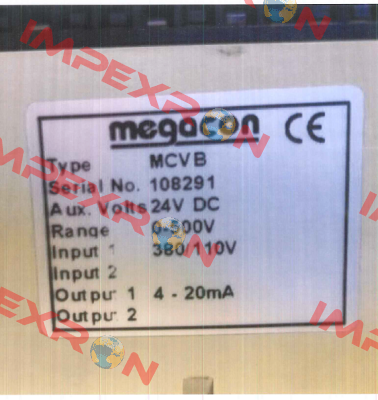 megacon CE
Type MCVB
Serial No. 108291
Aux. Volts 24V DC
Range 0-500V
Input 1 380/110V
Input 2
Output 1 4 - 20mA
Output 2
IMPEXRON
IMPEXRON
IMPEXRON